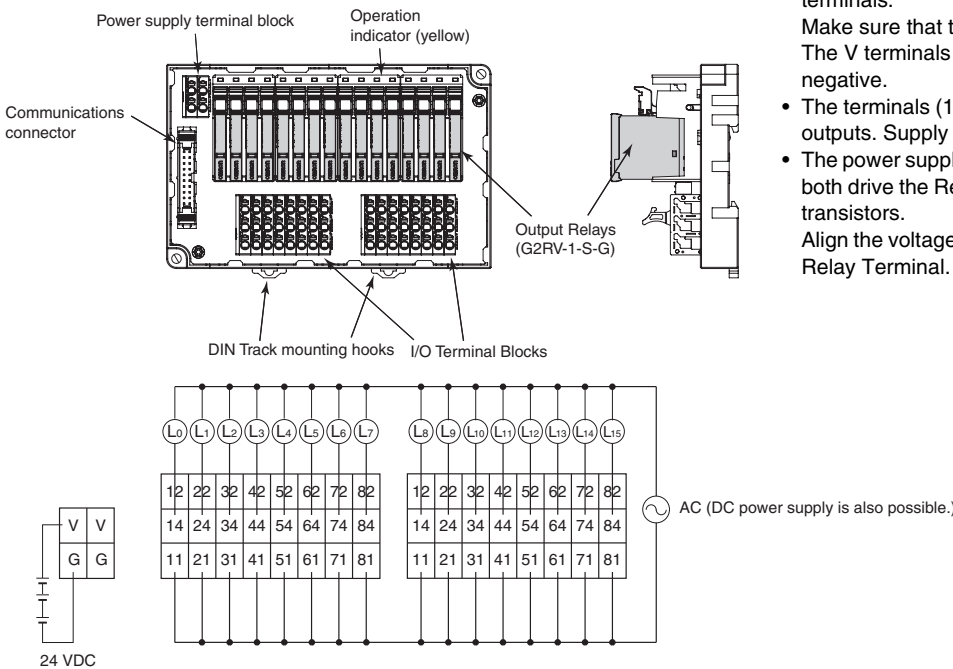 Power supply terminal block
Operation
indicator (yellow)
Communications
connector
Output Relays
(G2RV-1-S-G)
DIN Track mounting hooks
I/O Terminal Blocks
terminals.
Make sure that t
The V terminals
negative.
• The terminals (1
outputs. Supply
• The power suppl
both drive the Re
transistors.
Align the voltage
Relay Terminal.
L0 L1 L2 L3 L4 L5 L6 L7 L8 L9 L10 L11 L12 L13 L14 L15
12 22 32 42 52 62 72 82 12 22 32 42 52 62 72 82
V V 14 24 34 44 54 64 74 84 14 24 34 44 54 64 74 84
G G 11 21 31 41 51 61 71 81 11 21 31 41 51 61 71 81
AC (DC power supply is also possible.)
24 VDC